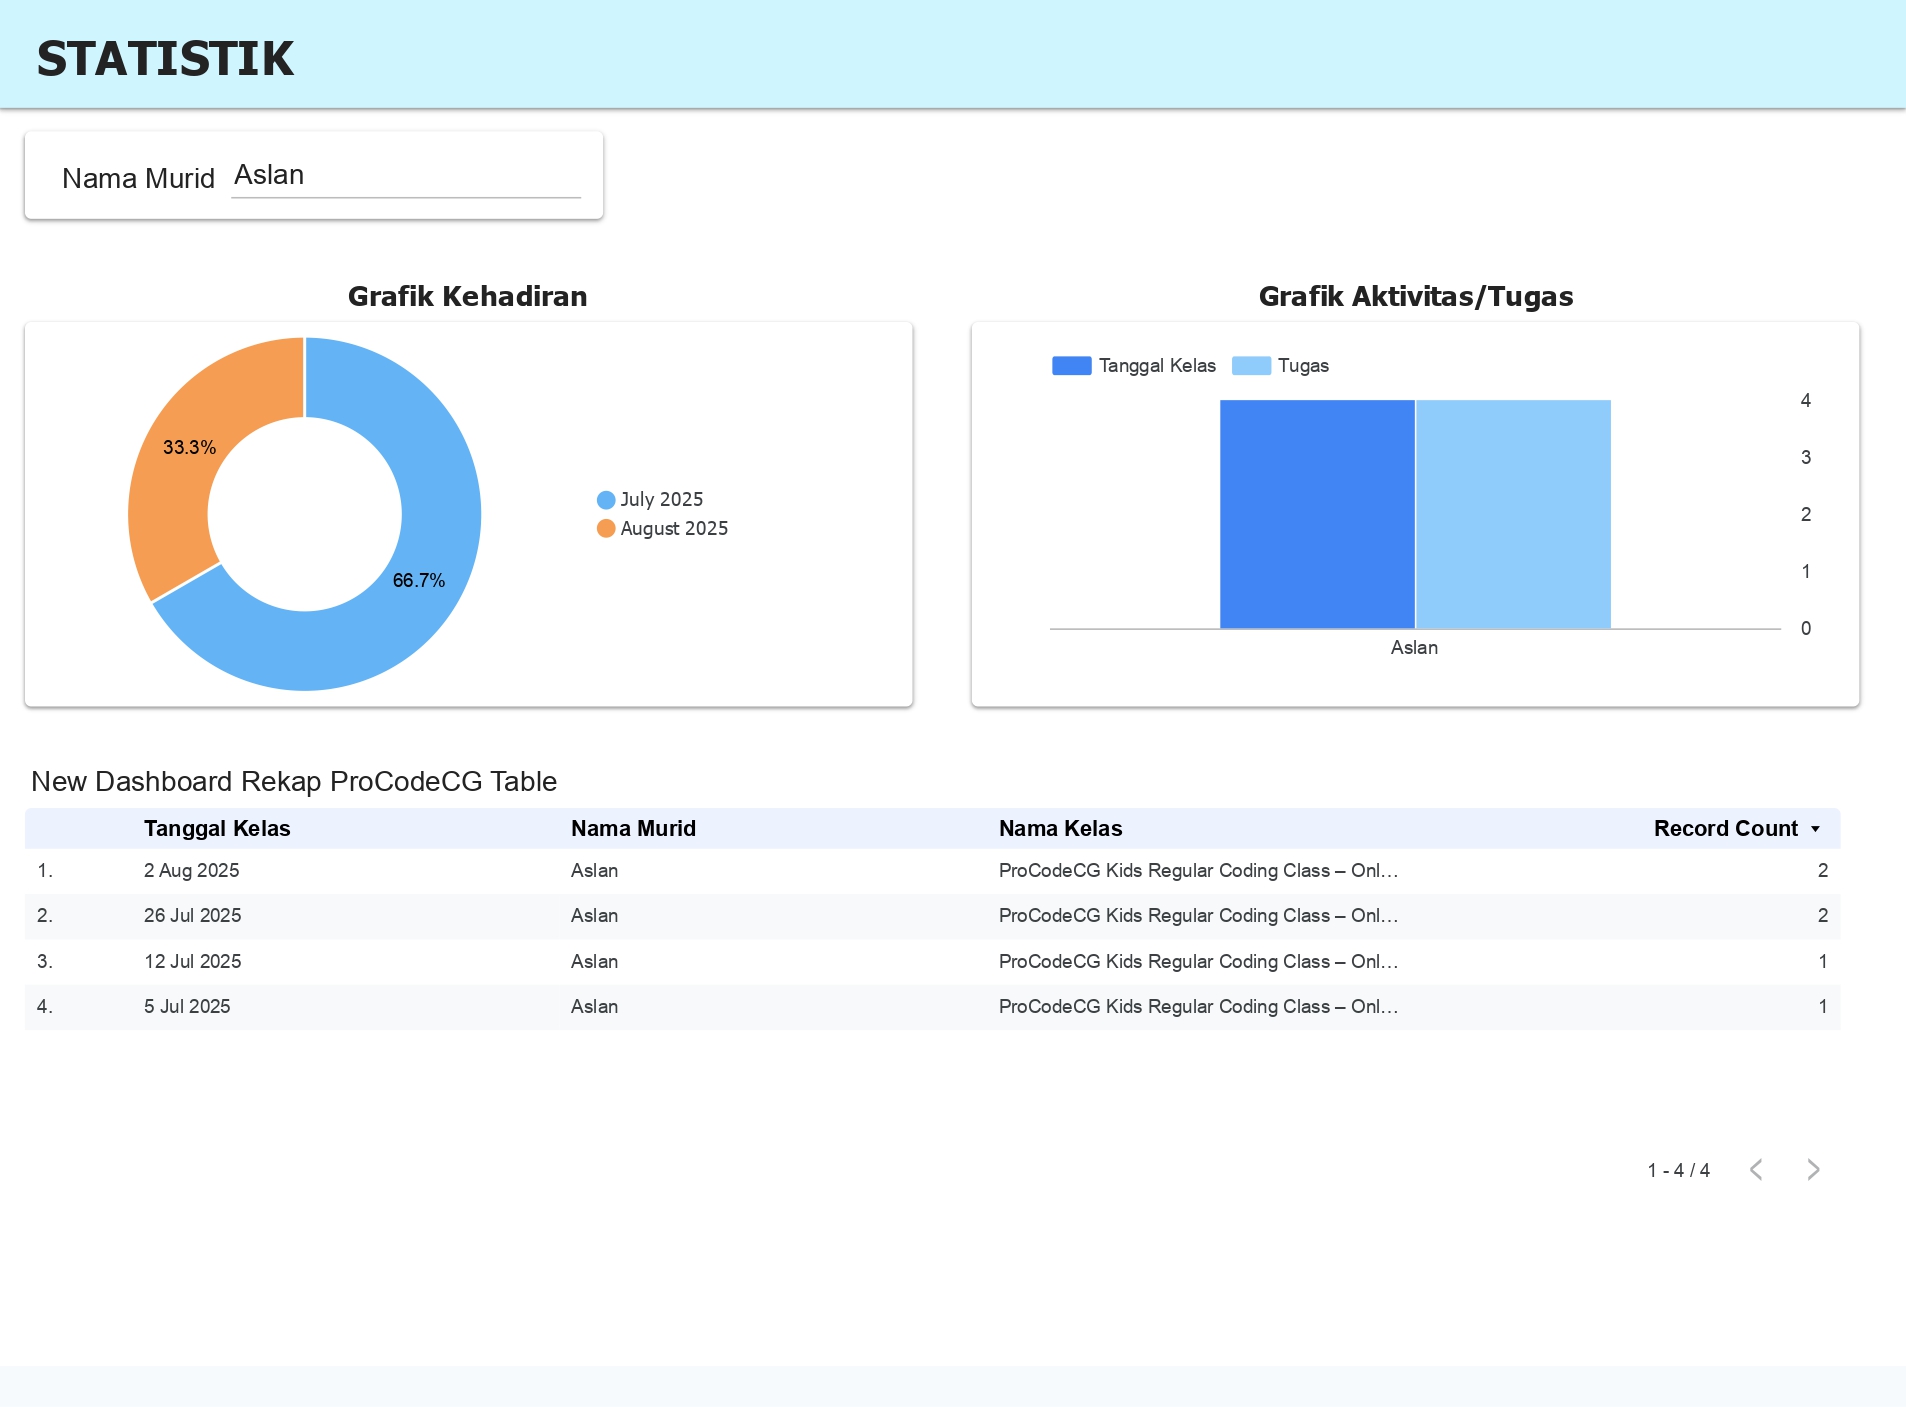 STATISTIK
Nama Murid Aslan
Grafik Kehadiran
33.3%
66.7%
July 2025
August 2025
Grafik Aktivitas/Tugas
Tanggal Kelas Tugas
4
3
2
1
0
Aslan
New Dashboard Rekap ProCodeCG Table
Tanggal Kelas Nama Murid Nama Kelas Record Count
1. 2 Aug 2025 Aslan ProCodeCG Kids Regular Coding Class – Onl... 2
2. 26 Jul 2025 Aslan ProCodeCG Kids Regular Coding Class – Onl... 2
3. 12 Jul 2025 Aslan ProCodeCG Kids Regular Coding Class – Onl... 1
4. 5 Jul 2025 Aslan ProCodeCG Kids Regular Coding Class – Onl... 1
1 - 4 / 4